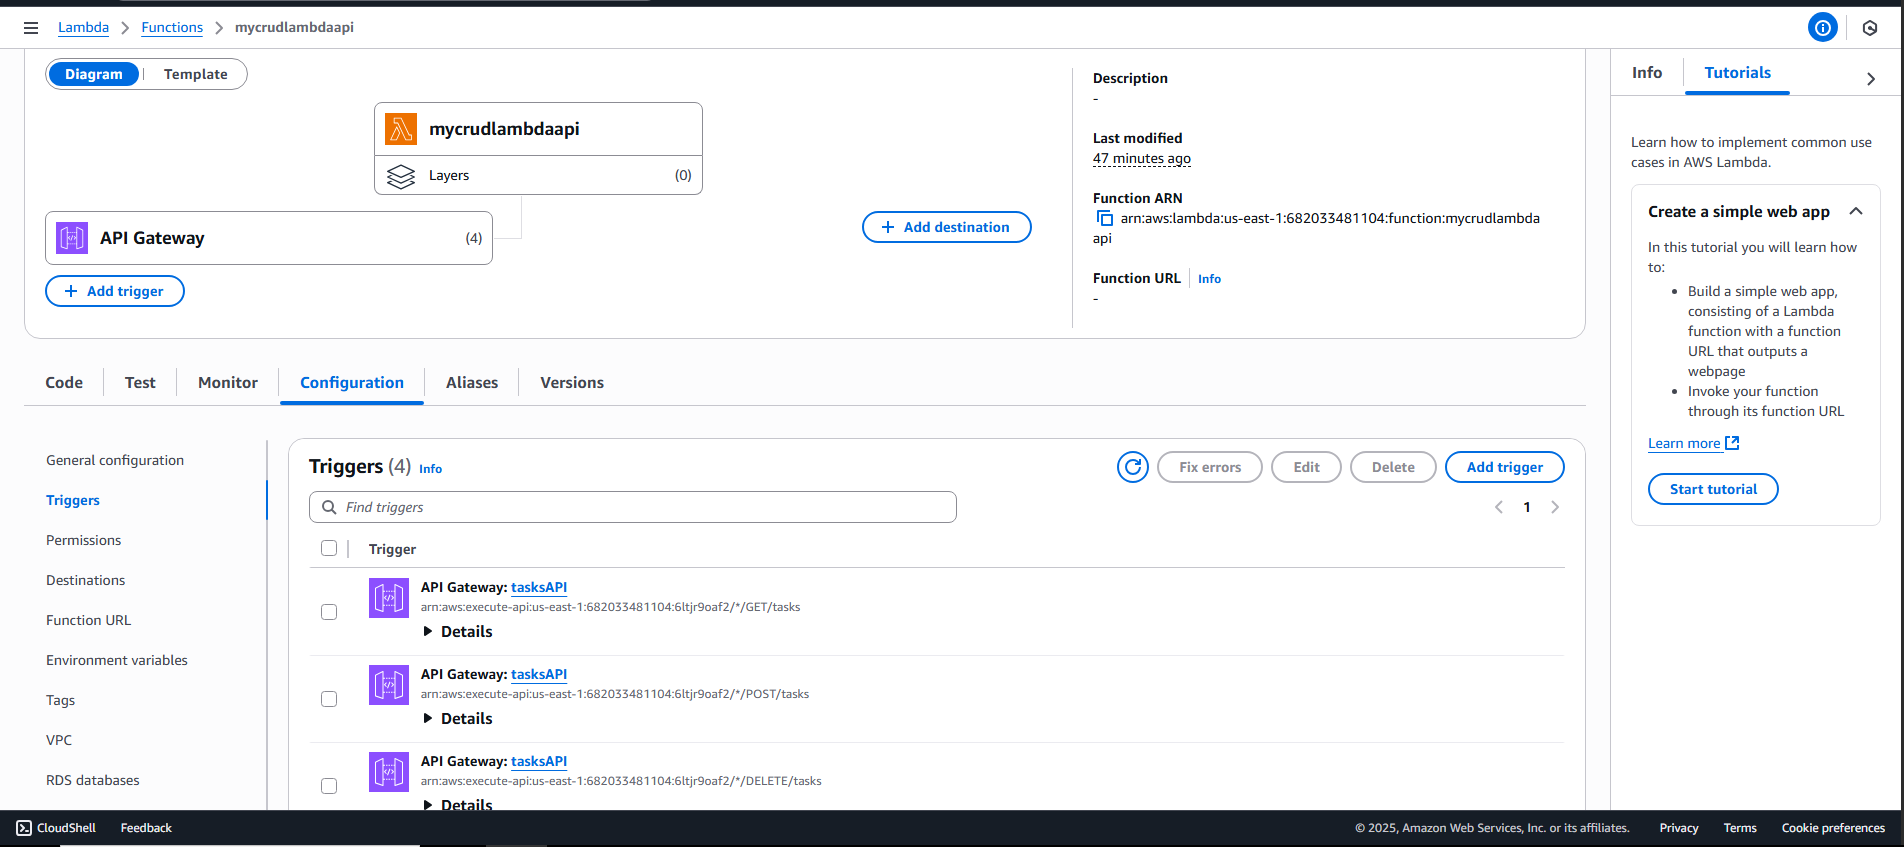 Lambda
Functions
mycrudlambdaapi
Diagram
Template
mycrudlambdaapi
Layers
(0)
API Gateway
(4)
Add trigger
Add destination
Description
-
Last modified
47 minutes ago
Function ARN
arn:aws:lambda:us-east-1:682033481104:function:mycrudlambda
api
Function URL
Info
-
Code
Test
Monitor
Configuration
Aliases
Versions
General configuration
Triggers
Permissions
Destinations
Function URL
Environment variables
Tags
VPC
RDS databases
Triggers (4) Info
Fix errors
Edit
Delete
Add trigger
Find triggers
1
Trigger
API Gateway: tasksAPI
arn:aws:execute-api:us-east-1:682033481104:6ltjr9oaf2/*/GET/tasks
Details
API Gateway: tasksAPI
arn:aws:execute-api:us-east-1:682033481104:6ltjr9oaf2/*/POST/tasks
Details
API Gateway: tasksAPI
arn:aws:execute-api:us-east-1:682033481104:6ltjr9oaf2/*/DELETE/tasks
Details
Info
Tutorials
Learn how to implement common use
cases in AWS Lambda.
Create a simple web app
In this tutorial you will learn how
to:
• Build a simple web app,
consisting of a Lambda
function with a function
URL that outputs a
webpage
• Invoke your function
through its function URL
Learn more
Start tutorial
CloudShell
Feedback
© 2025, Amazon Web Services, Inc. or its affiliates.
Privacy
Terms
Cookie preferences